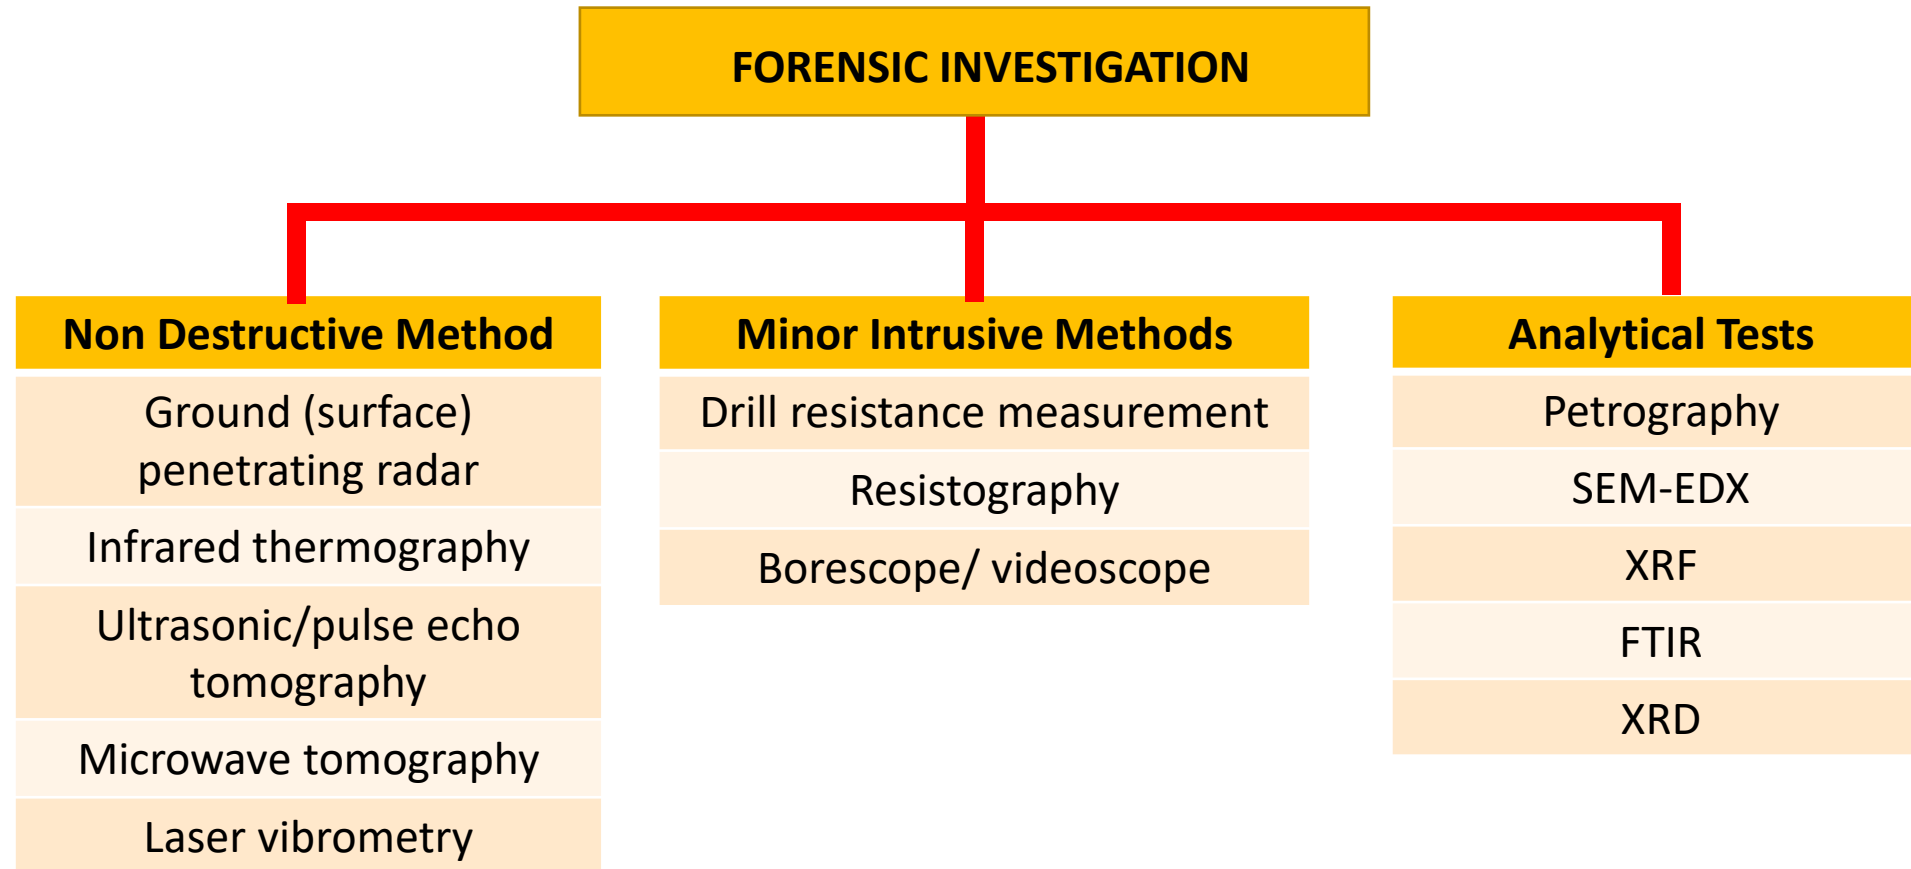 FORENSIC INVESTIGATION
Non Destructive Method
Ground (surface)
penetrating radar
Infrared thermography
Ultrasonic/pulse echo
tomography
Microwave tomography
Laser vibrometry
Minor Intrusive Methods
Drill resistance measurement
Resistography
Borescope/ videoscope
Analytical Tests
Petrography
SEM-EDX
XRF
FTIR
XRD